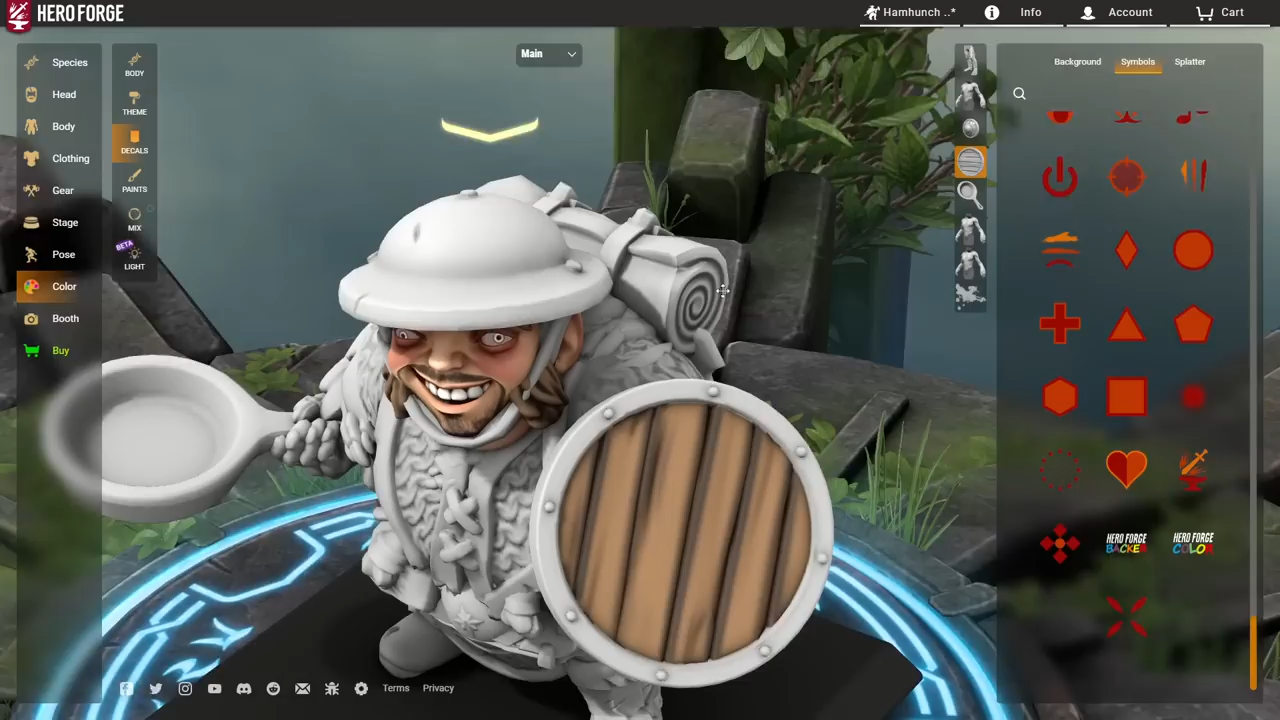 HERO FORGE
Hamhunch ..*
Info
Account
Cart
Species
Head
Body
Clothing
Gear
Stage
Pose
Color
Booth
Buy
BODY
THEME
DECALS
PAINTS
MIX
BETA
LIGHT
Main
Background
Symbols
Splatter
HERO FORGE
BACKER
HERO FORGE
COLOR
Terms
Privacy